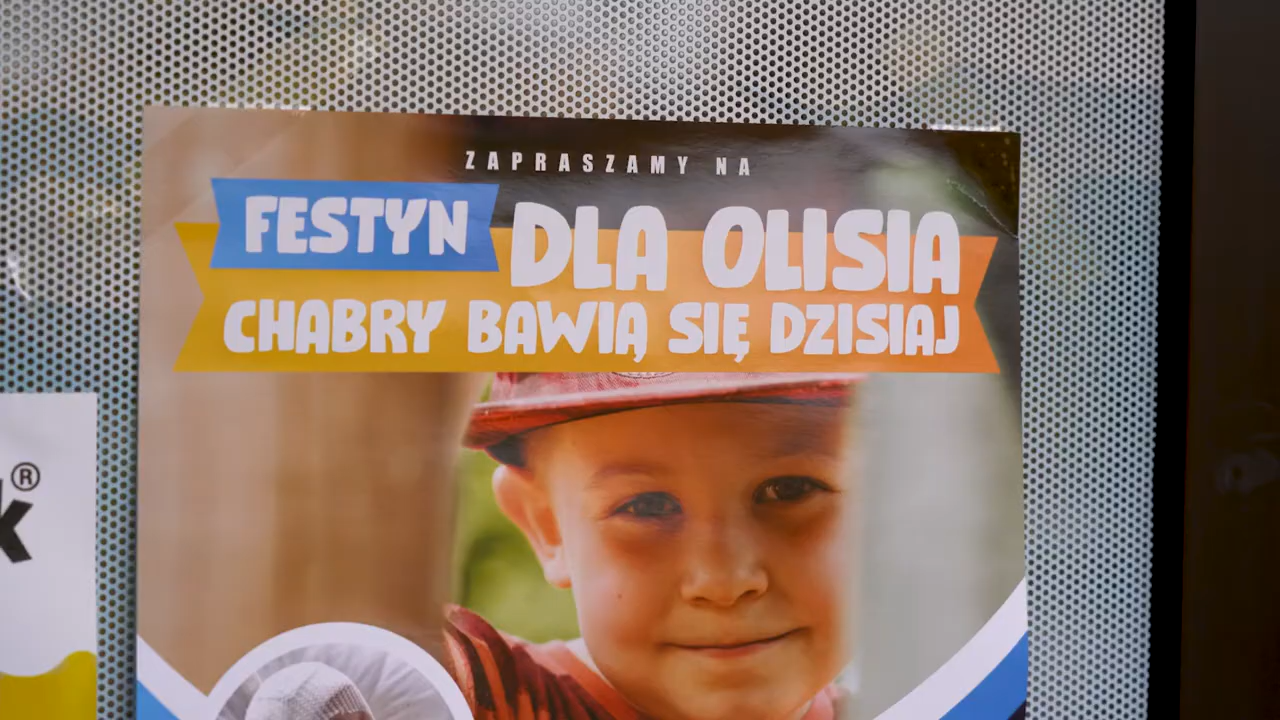 ZAPRASZAMY NA
FESTYN DLA OLISIA
CHABRY BAWIĄ SIĘ DZISIAJ
k®